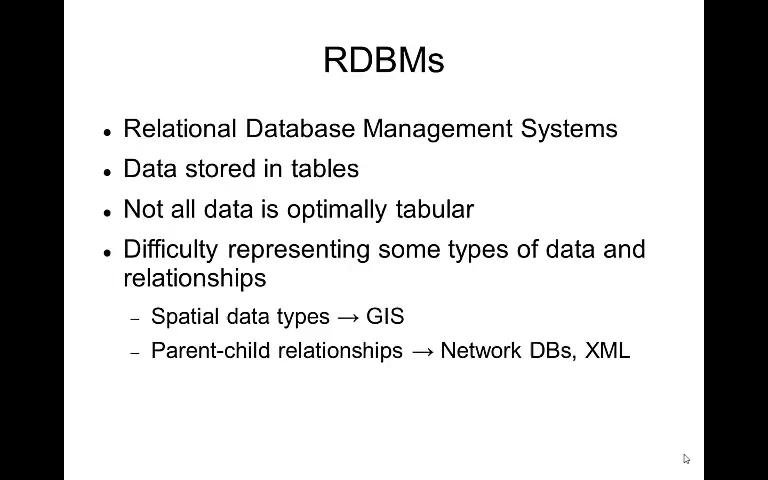 RDBMs
• Relational Database Management Systems
• Data stored in tables
• Not all data is optimally tabular
• Difficulty representing some types of data and
relationships
– Spatial data types → GIS
– Parent-child relationships → Network DBs, XML